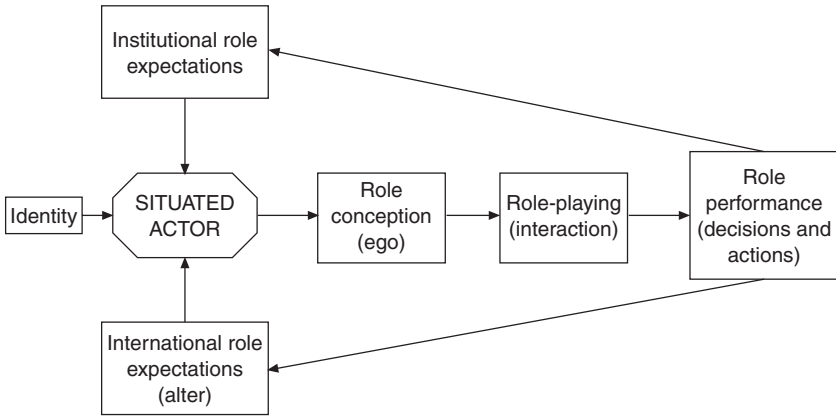 Institutional role
expectations
Identity
SITUATED
ACTOR
Role
conception
(ego)
Role-playing
(interaction)
Role
performance
(decisions and
actions)
International role
expectations
(alter)